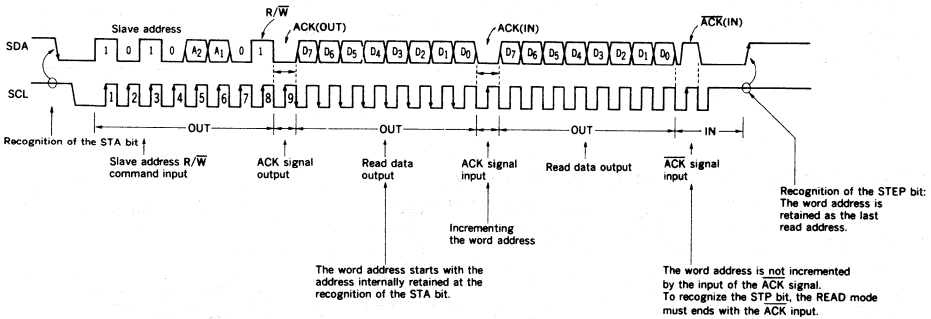 R/W̅
Slave address
ACK(OUT)
ACK(IN)
A̅C̅K̅(IN)
SDA
1 0 1 0 A2 A1 0 1
D7 D6 D5 D4 D3 D2 D1 D0
D7 D6 D5 D4 D3 D2 D1 D0
SCL
1 2 3 4 5 6 7 8 9
OUT
OUT
OUT
IN
Recognition of the STA bit
Slave address R/W̅
command input
ACK signal
output
Read data
output
ACK signal
input
Read data output
A̅C̅K̅ signal
input
Recognition of the STEP bit:
The word address is
retained as the last
read address.
Incrementing
the word address
The word address starts with the
address internally retained at the
recognition of the STA bit.
The word address is not incremented
by the input of the A̅C̅K̅ signal.
To recognize the STP bit, the READ mode
must ends with the A̅C̅K̅ input.